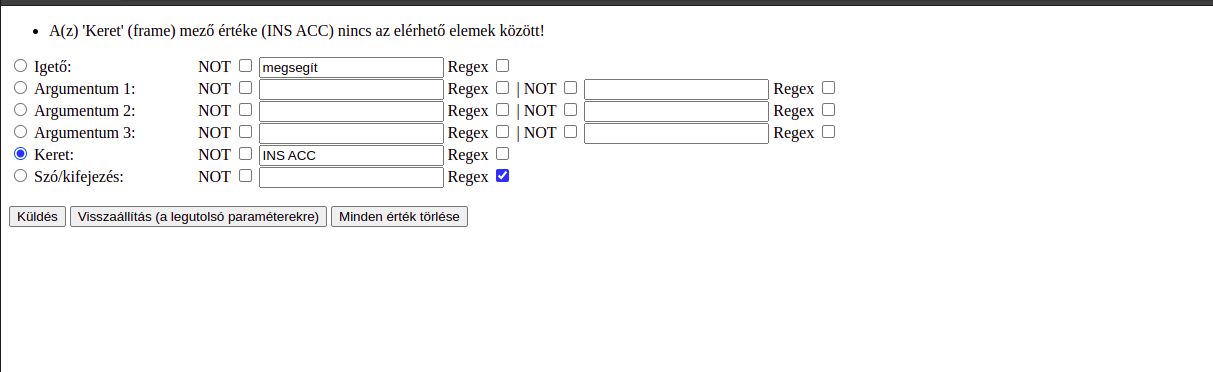 A(z) 'Keret' (frame) mező értéke (INS ACC) nincs az elérhető elemek között!
Igető: NOT megsegít Regex
Argumentum 1: NOT Regex | NOT Regex
Argumentum 2: NOT Regex | NOT Regex
Argumentum 3: NOT Regex | NOT Regex
Keret: NOT INS ACC Regex
Szó/kifejezés: NOT Regex
Küldés Visszaállítás (a legutolsó paraméterekre) Minden érték törlése